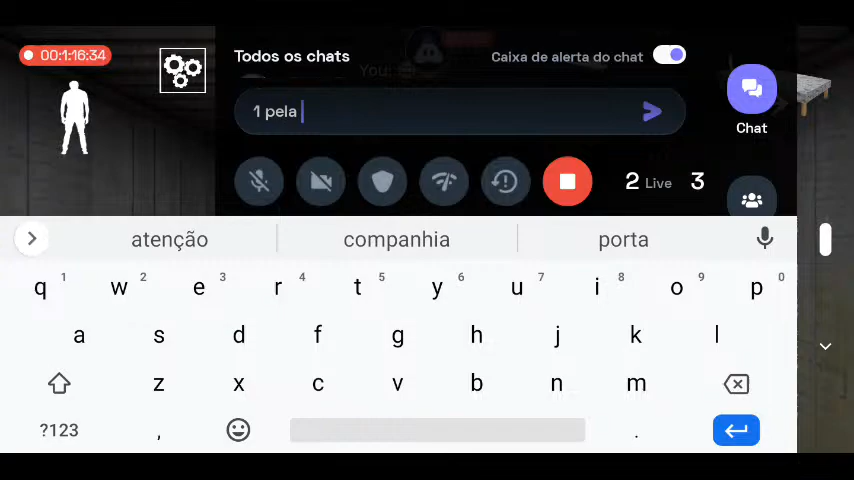 00:1:16:34
Todos os chats
Caixa de alerta do chat
You:
1 pela
Chat
2 Live 3
atenção companhia porta
q 1 w 2 e 3 r 4 t 5 y 6 u 7 i 8 o 9 p 0
a s d f g h j k l
z x c v b n m
?123 , .